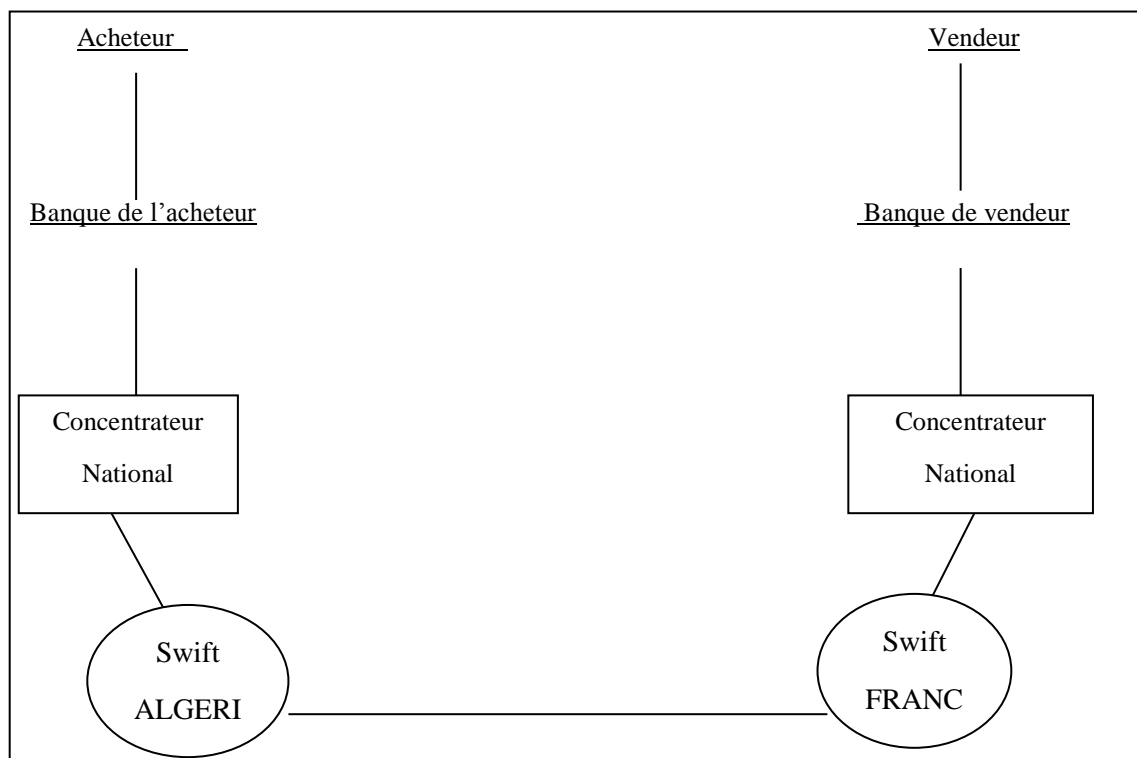 Acheteur
Vendeur
Banque de l’acheteur
Banque de vendeur
Concentrateur
National
Concentrateur
National
Swift
ALGERI
Swift
FRANC